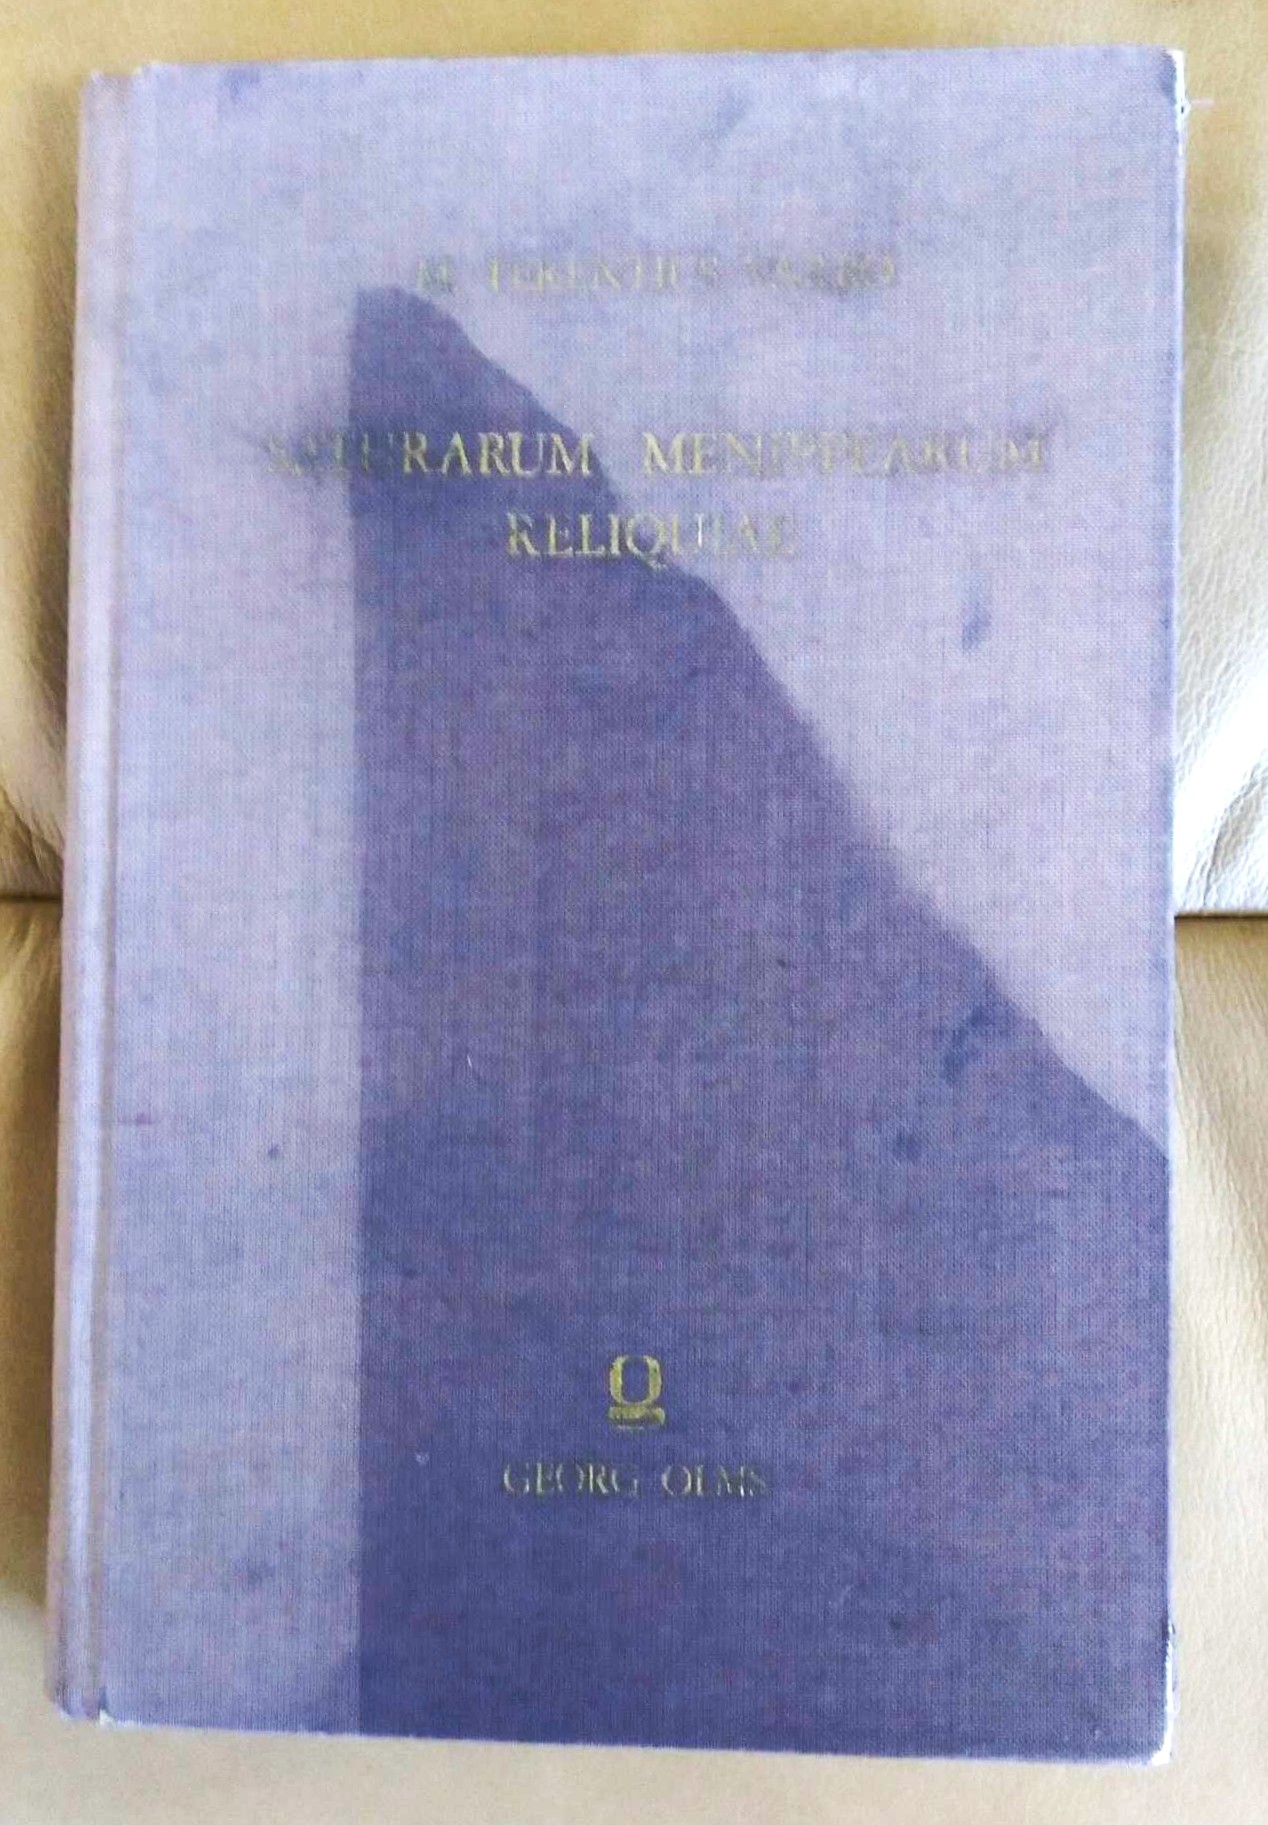 M. TERENTIUS VARRO
SATURARUM MENIPPEARUM
RELIQUIAE
GEORG OLMS